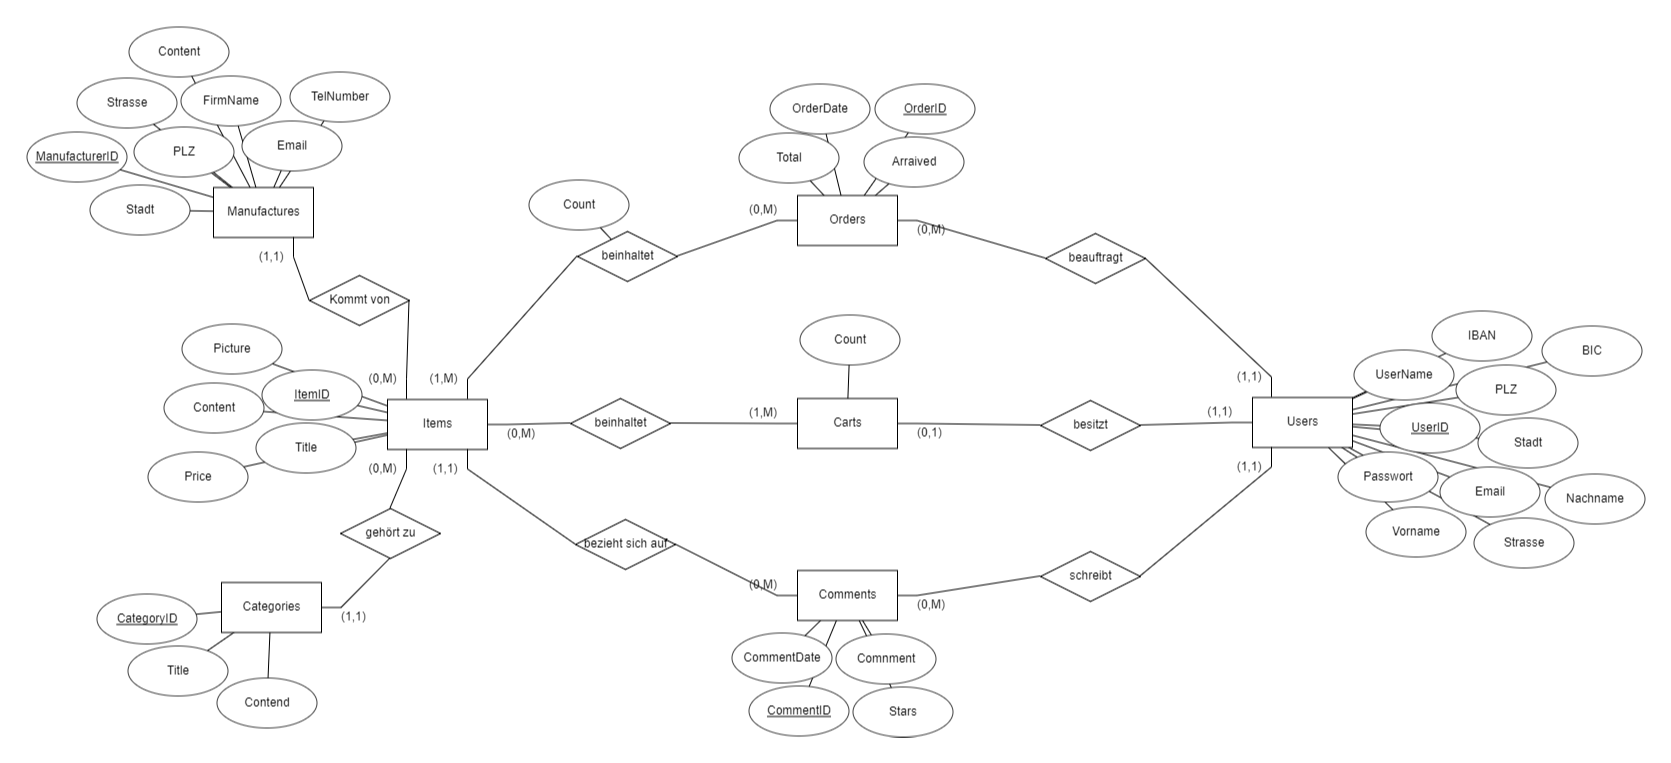 Content
Strasse
FirmName
TelNumber
ManufacturerID
PLZ
Email
Stadt
Manufactures
(1,1)
Kommt von
(0,M)
Picture
ItemID
Content
Title
Price
Items
(1,M)
(0,M)
(0,M)
(1,1)
gehört zu
CategoryID
Title
Contend
Categories
(1,1)
Count
beinhaltet
(0,M)
OrderDate
OrderID
Total
Arraived
Orders
(0,M)
beauftragt
(1,1)
Count
beinhaltet
(1,M)
Carts
(0,1)
besitzt
(1,1)
bezieht sich auf
(0,M)
Comments
(0,M)
schreibt
(1,1)
CommentDate
Comnment
CommentID
Stars
Users
IBAN
BIC
UserName
PLZ
UserID
Stadt
Passwort
Email
Nachname
Vorname
Strasse